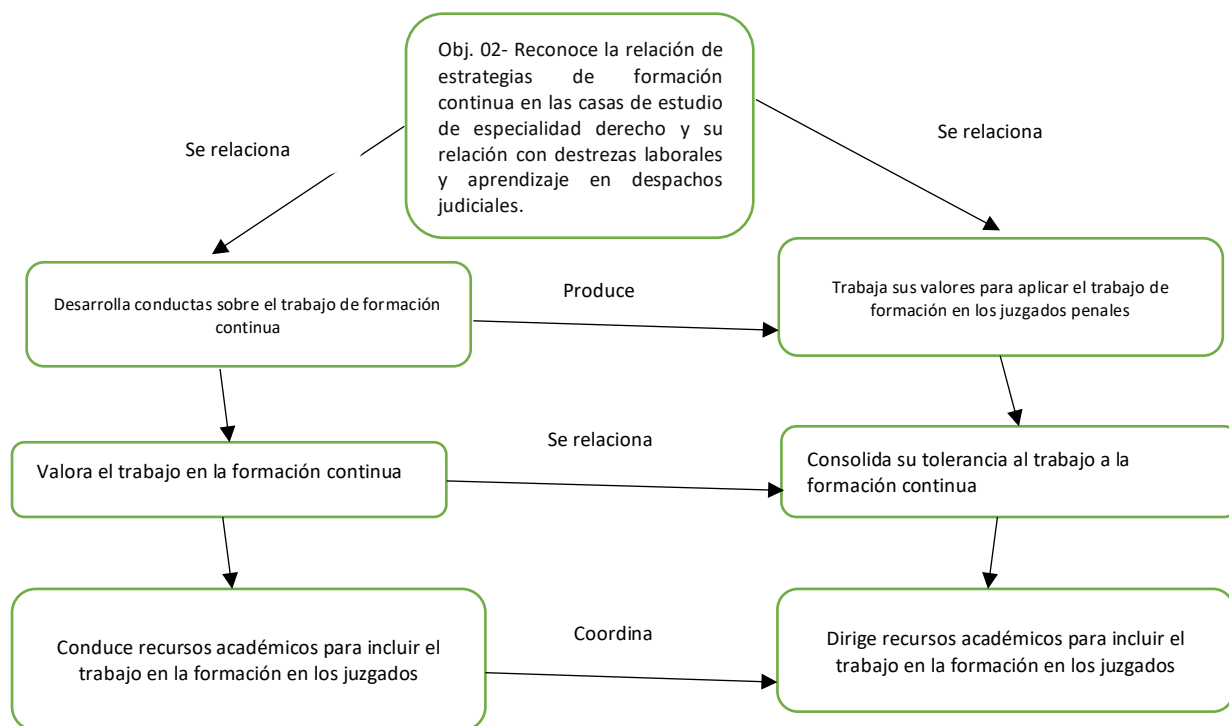 Obj. 02- Reconoce la relación de
estrategias de formación
continua en las casas de estudio
de especialidad derecho y su
relación con destrezas laborales
y aprendizaje en despachos
judiciales.
Se relaciona
Se relaciona
Desarrolla conductas sobre el trabajo de formación
continua
Produce
Trabaja sus valores para aplicar el trabajo de
formación en los juzgados penales
Valora el trabajo en la formación continua
Se relaciona
Consolida su tolerancia al trabajo a la
formación continua
Conduce recursos académicos para incluir el
trabajo en la formación en los juzgados
Coordina
Dirige recursos académicos para incluir el
trabajo en la formación en los juzgados